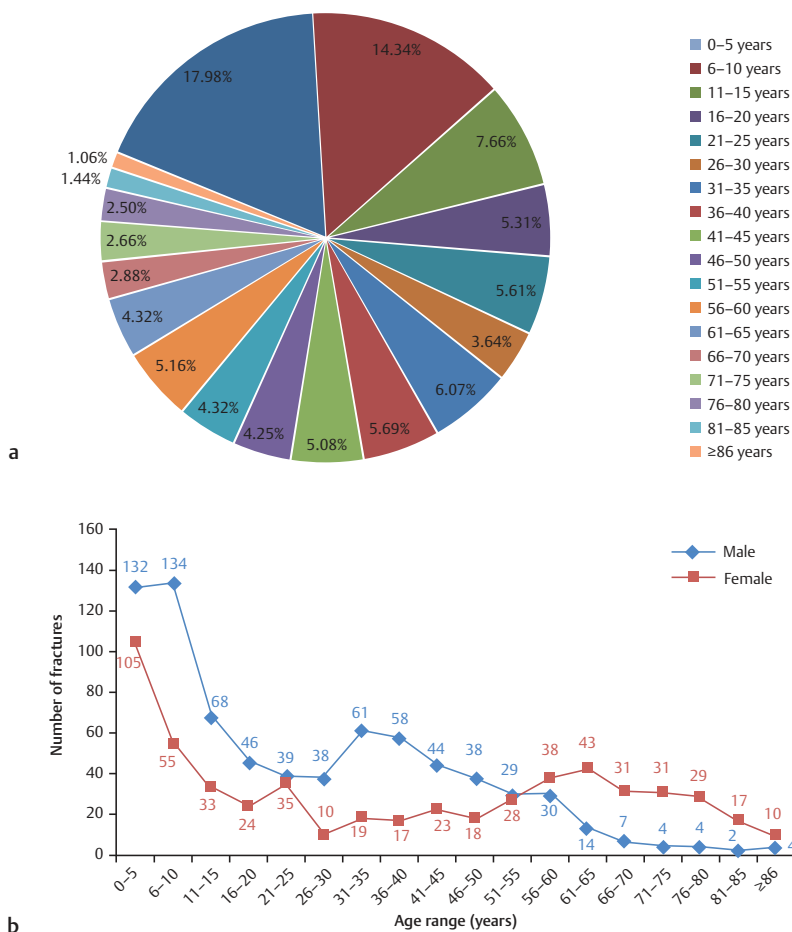 17.98%
14.34%
7.66%
5.31%
5.61%
3.64%
6.07%
5.69%
5.08%
4.25%
4.32%
5.16%
4.32%
2.88%
2.66%
2.50%
1.44%
1.06%
0–5 years
6–10 years
11–15 years
16–20 years
21–25 years
26–30 years
31–35 years
36–40 years
41–45 years
46–50 years
51–55 years
56–60 years
61–65 years
66–70 years
71–75 years
76–80 years
81–85 years
≥86 years
a
Number of fractures
160
140
120
100
80
60
40
20
0
132 134 68 46 39 38 61 58 44 38 29 30 14 7 4 4 2 4
105 55 33 24 35 10 19 17 23 18 28 38 43 31 31 29 17 10
Male
Female
0–5 6–10 11–15 16–20 21–25 26–30 31–35 36–40 41–45 46–50 51–55 56–60 61–65 66–70 71–75 76–80 81–85 ≥86
Age range (years)
b